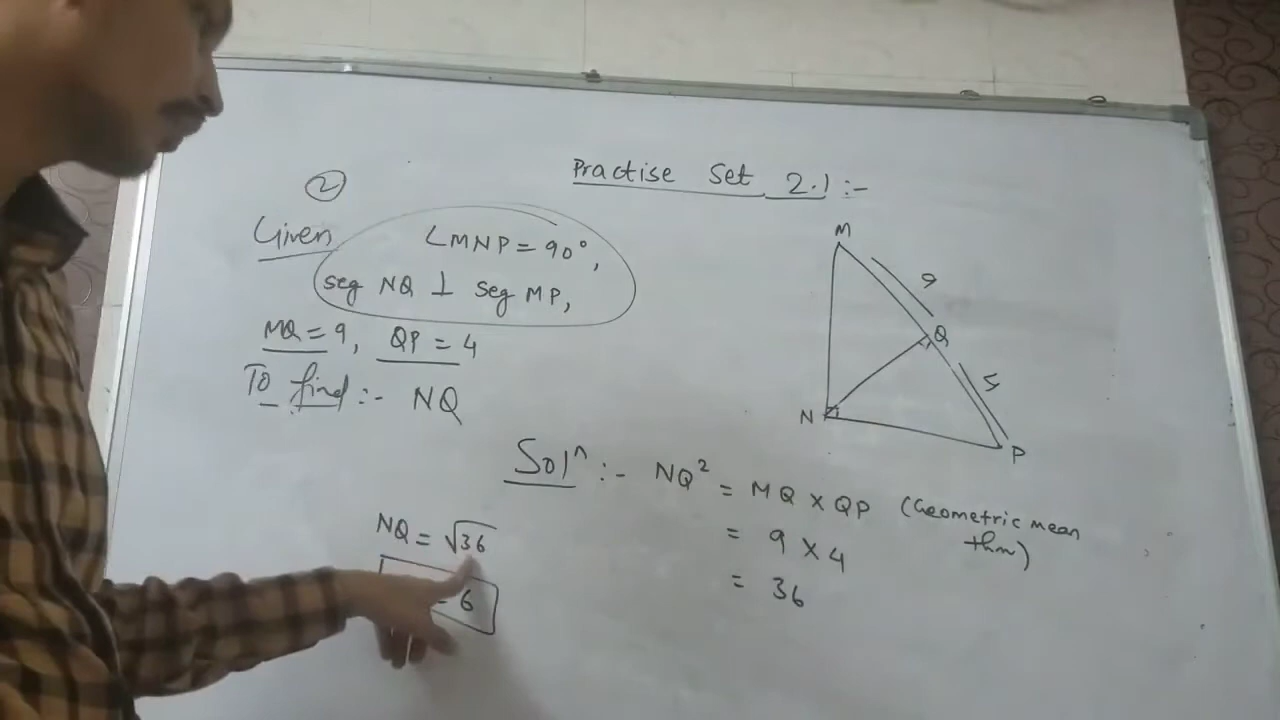 Practise Set 2.1 :-
2
Given ∠MNP = 90°,
seg NQ ⊥ seg MP,
MQ = 9, QP = 4
To find :- NQ
M
9
Q
N
P
Solⁿ :- NQ² = MQ × QP (Geometric mean
thm)
= 9 × 4
= 36
NQ = √36
= 6